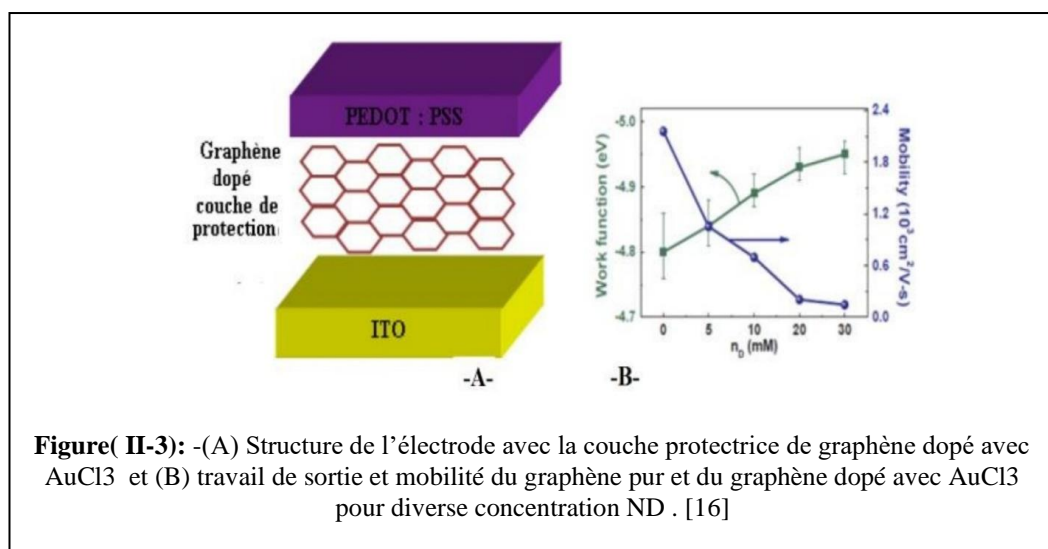 PEDOT : PSS
Graphène
dopé
couche de
protection
ITO
-A-
Work function (eV)
-5.0
-4.9
-4.8
-4.7
0 5 10 20 30
n_D (mM)
2.4
1.8
1.2
0.6
0.0
Mobility (10³ cm²/V-s)
-B-
Figure( II-3): -(A) Structure de l’électrode avec la couche protectrice de graphène dopé avec
AuCl3 et (B) travail de sortie et mobilité du graphène pur et du graphène dopé avec AuCl3
pour diverse concentration ND . [16]